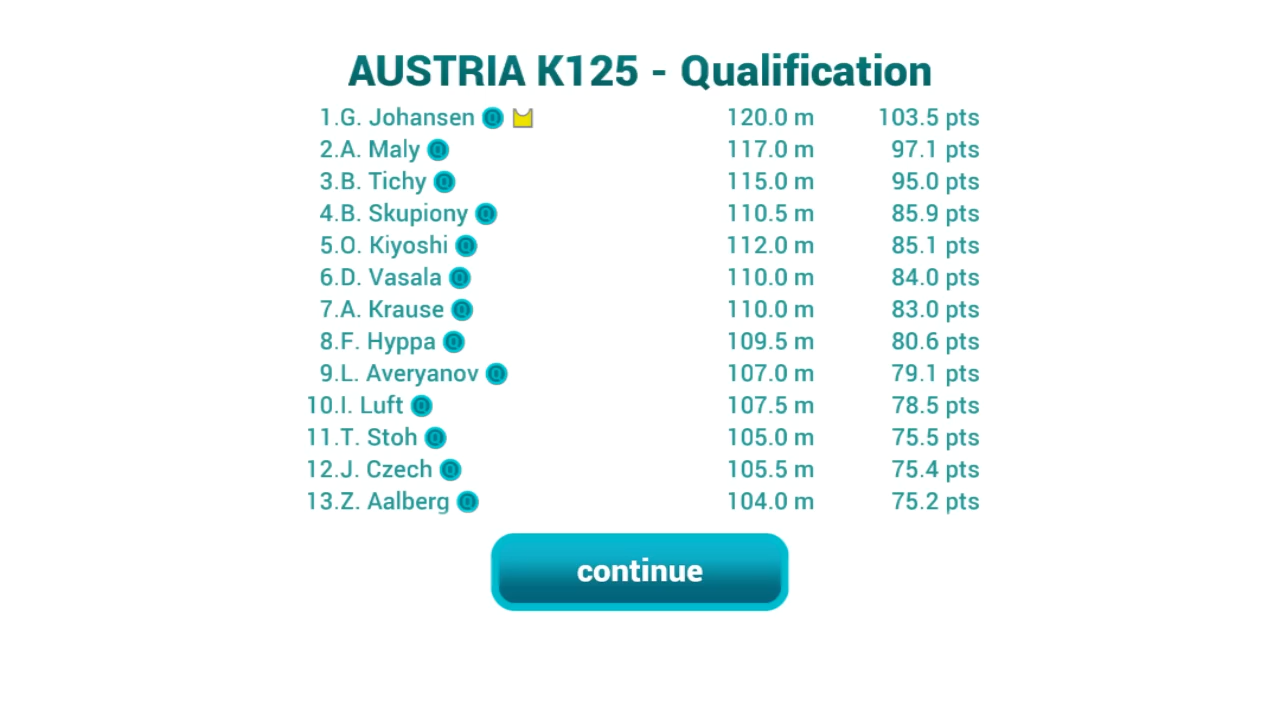 AUSTRIA K125 - Qualification
1.G. Johansen Q 120.0 m 103.5 pts
2.A. Maly Q 117.0 m 97.1 pts
3.B. Tichy Q 115.0 m 95.0 pts
4.B. Skupiony Q 110.5 m 85.9 pts
5.O. Kiyoshi Q 112.0 m 85.1 pts
6.D. Vasala Q 110.0 m 84.0 pts
7.A. Krause Q 110.0 m 83.0 pts
8.F. Hyppa Q 109.5 m 80.6 pts
9.L. Averyanov Q 107.0 m 79.1 pts
10.I. Luft Q 107.5 m 78.5 pts
11.T. Stoh Q 105.0 m 75.5 pts
12.J. Czech Q 105.5 m 75.4 pts
13.Z. Aalberg Q 104.0 m 75.2 pts
continue